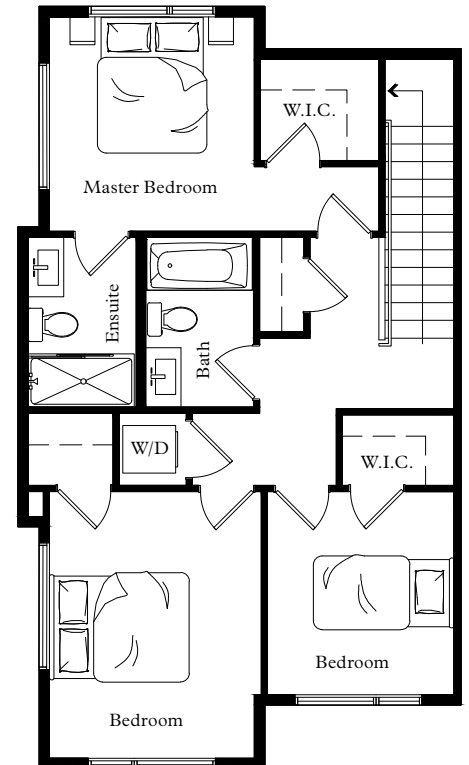 W.I.C.
Master Bedroom
Ensuite
Bath
W/D
W.I.C.
Bedroom
Bedroom